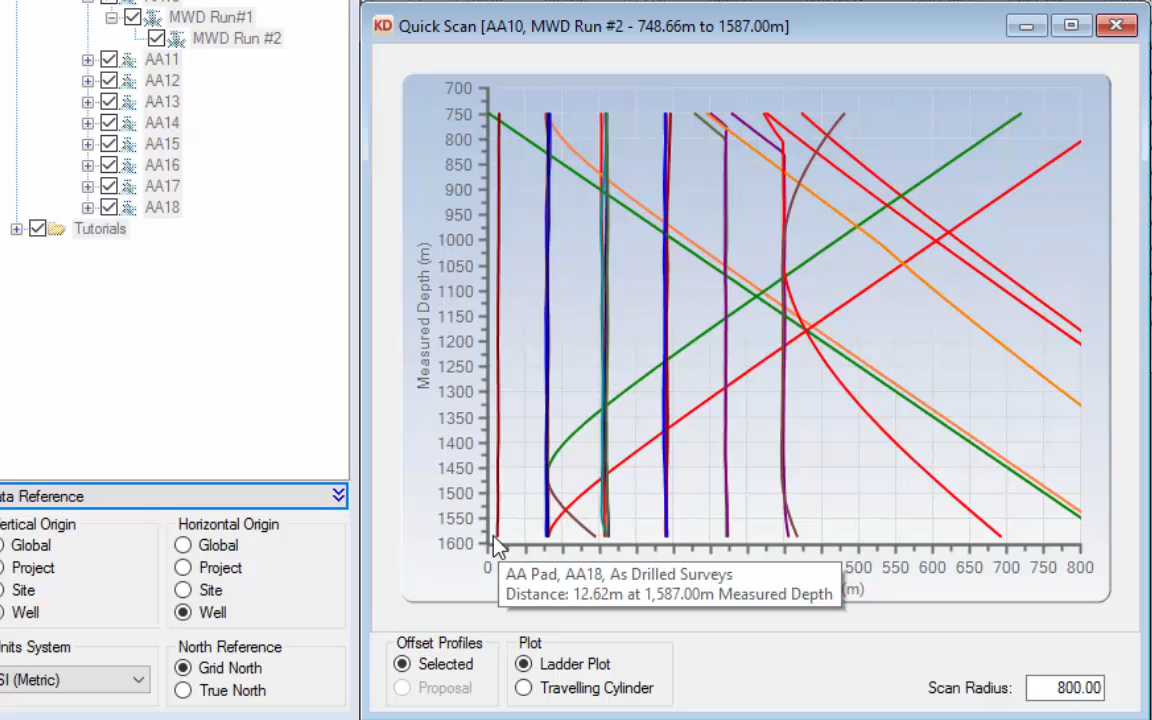 MWD Run#1
MWD Run #2
AA11
AA12
AA13
AA14
AA15
AA16
AA17
AA18
Tutorials
Data Reference
Vertical Origin
Global
Project
Site
Well
Horizontal Origin
Global
Project
Site
Well
Units System
SI (Metric)
North Reference
Grid North
True North
KD Quick Scan [AA10, MWD Run #2 - 748.66m to 1587.00m]
Measured Depth (m)
700
750
800
850
900
950
1000
1050
1100
1150
1200
1250
1300
1350
1400
1450
1500
1550
1600
0
500 550 600 650 700 750 800
(m)
AA Pad, AA18, As Drilled Surveys
Distance: 12.62m at 1,587.00m Measured Depth
Offset Profiles
Selected
Proposal
Plot
Ladder Plot
Travelling Cylinder
Scan Radius: 800.00